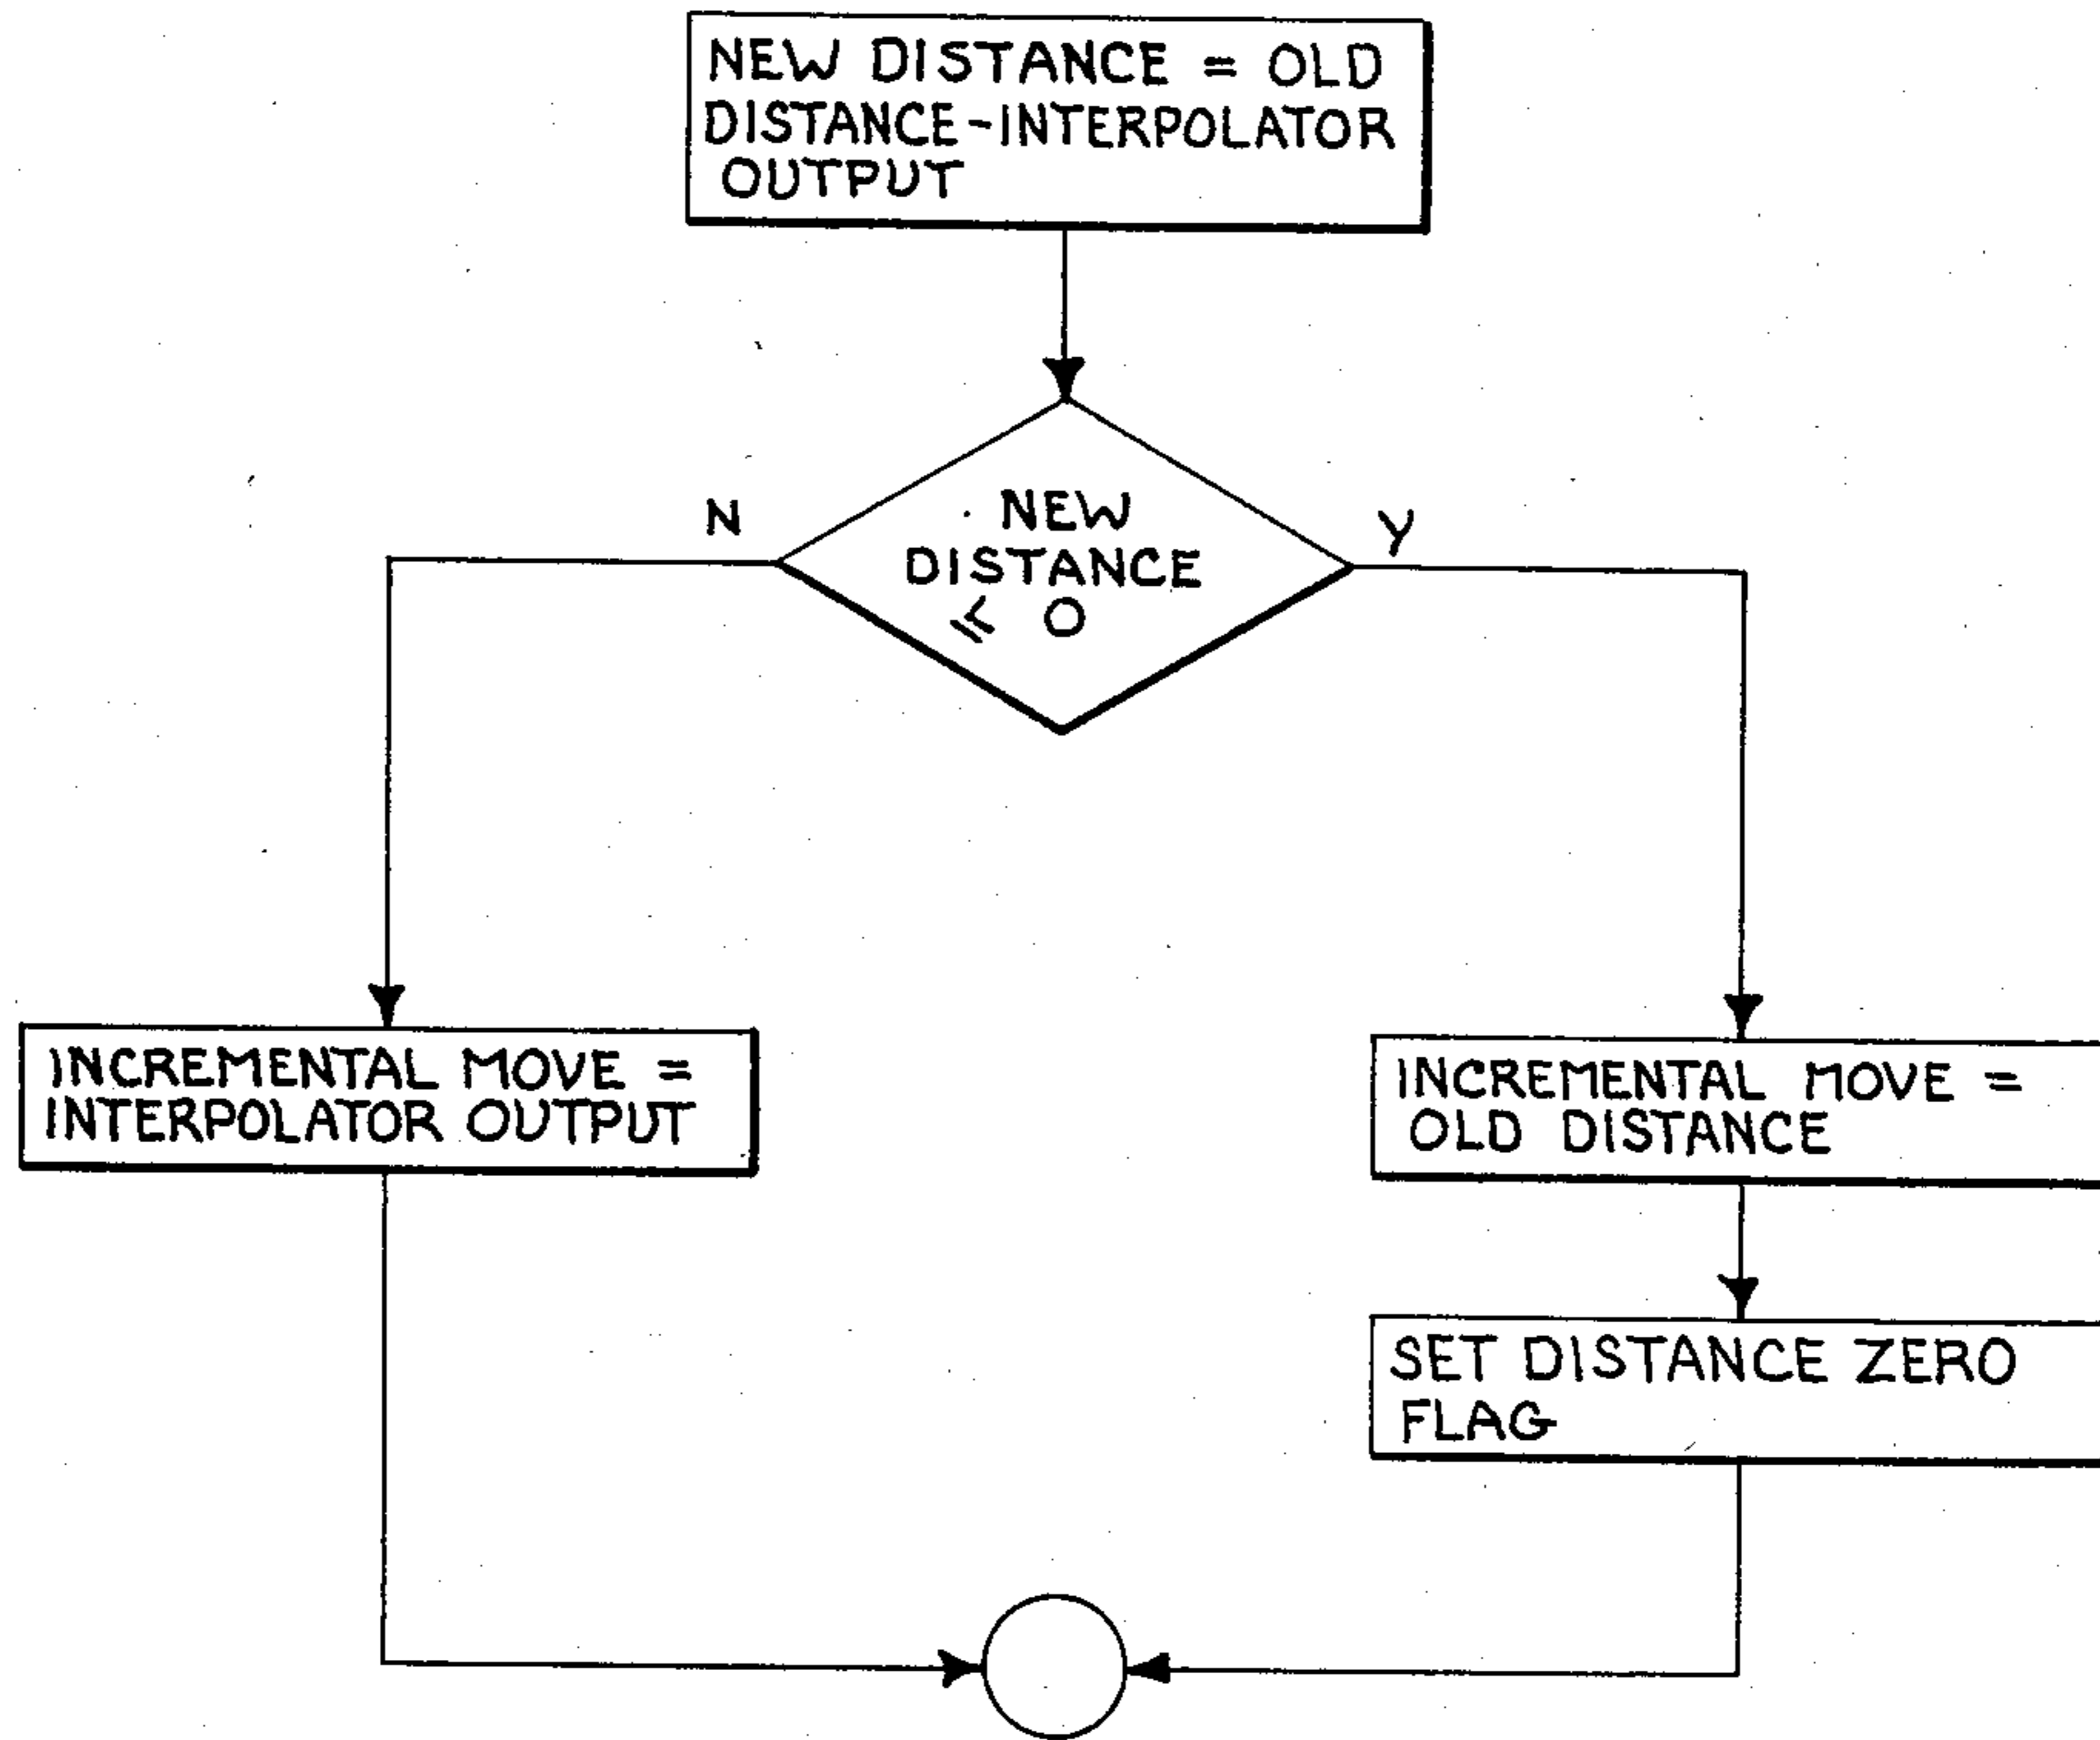 NEW DISTANCE = OLD
DISTANCE-INTERPOLATOR
OUTPUT
N
Y
NEW
DISTANCE
≤ 0
INCREMENTAL MOVE =
INTERPOLATOR OUTPUT
INCREMENTAL MOVE =
OLD DISTANCE
SET DISTANCE ZERO
FLAG